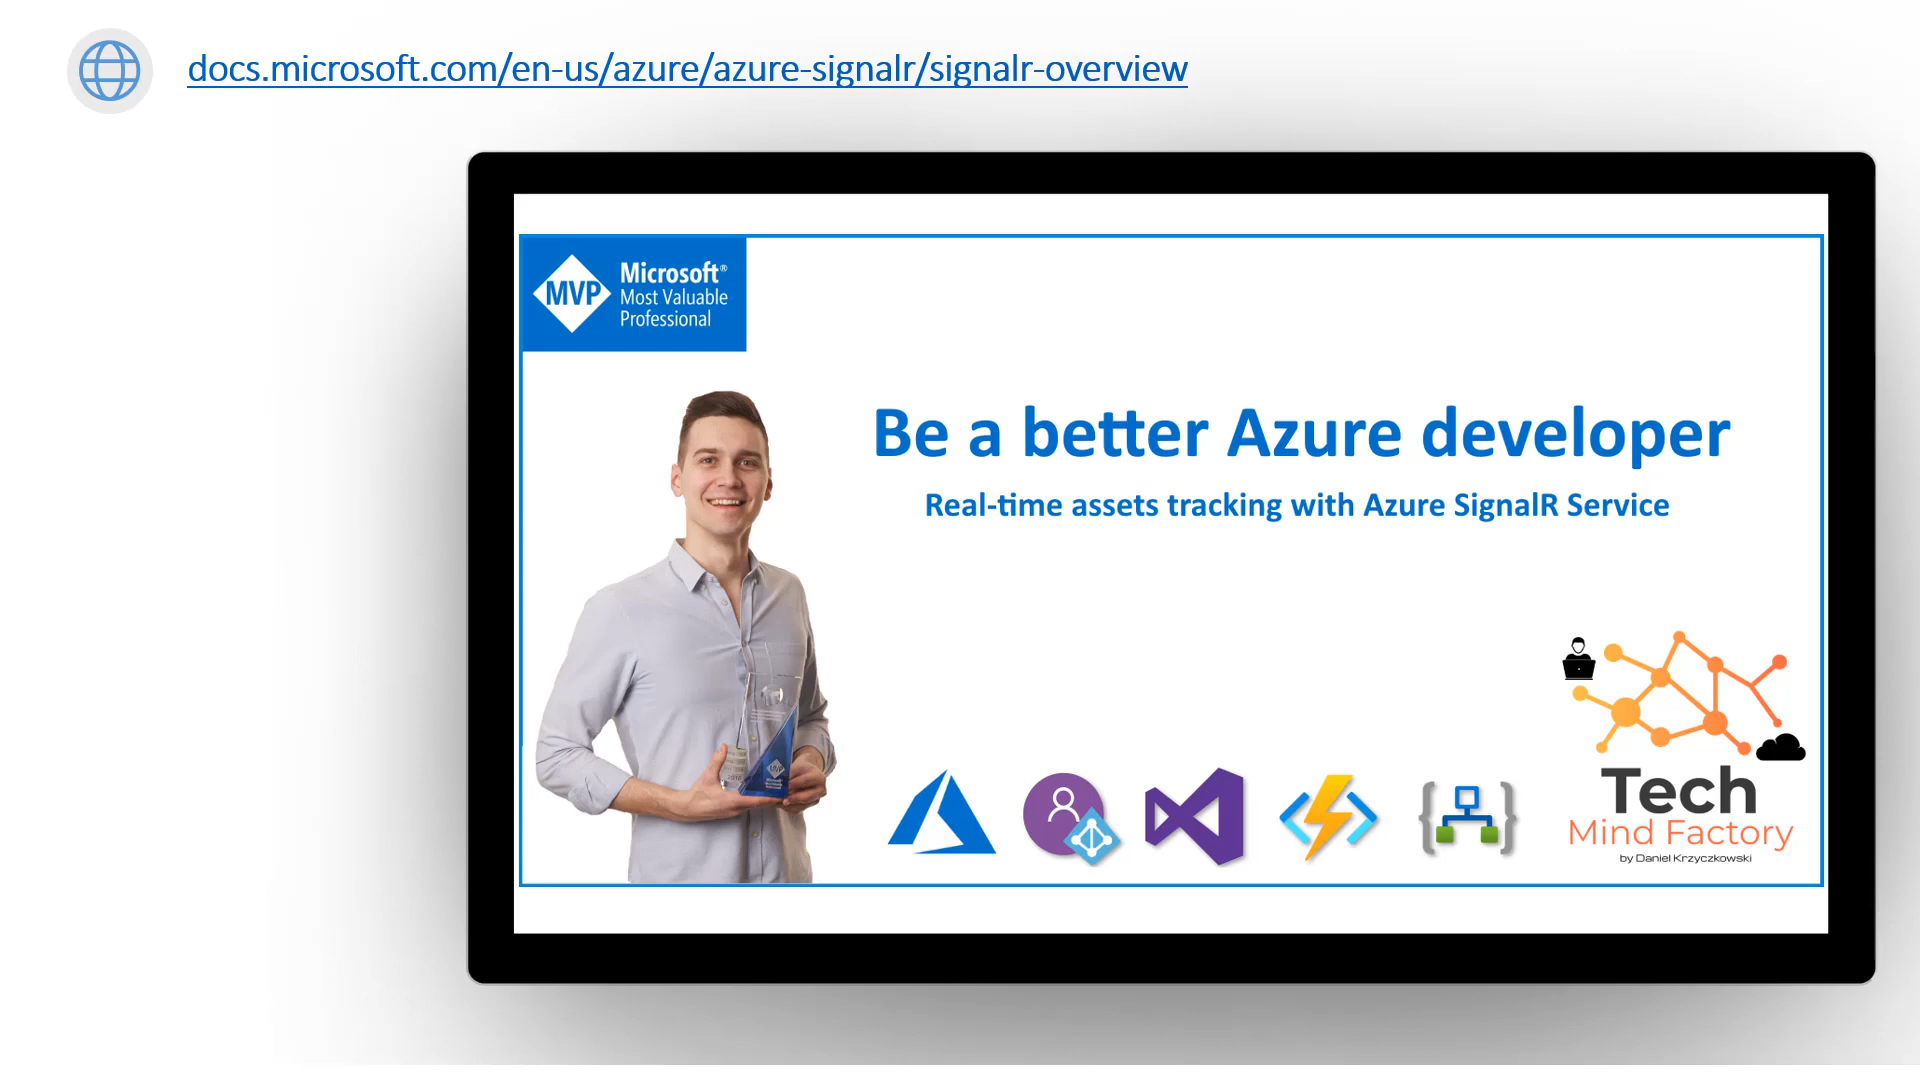 docs.microsoft.com/en-us/azure/azure-signalr/signalr-overview
MVP
Microsoft®
Most Valuable
Professional
Be a better Azure developer
Real-time assets tracking with Azure SignalR Service
MVP
Tech
Mind Factory
by Daniel Krzyczkowski